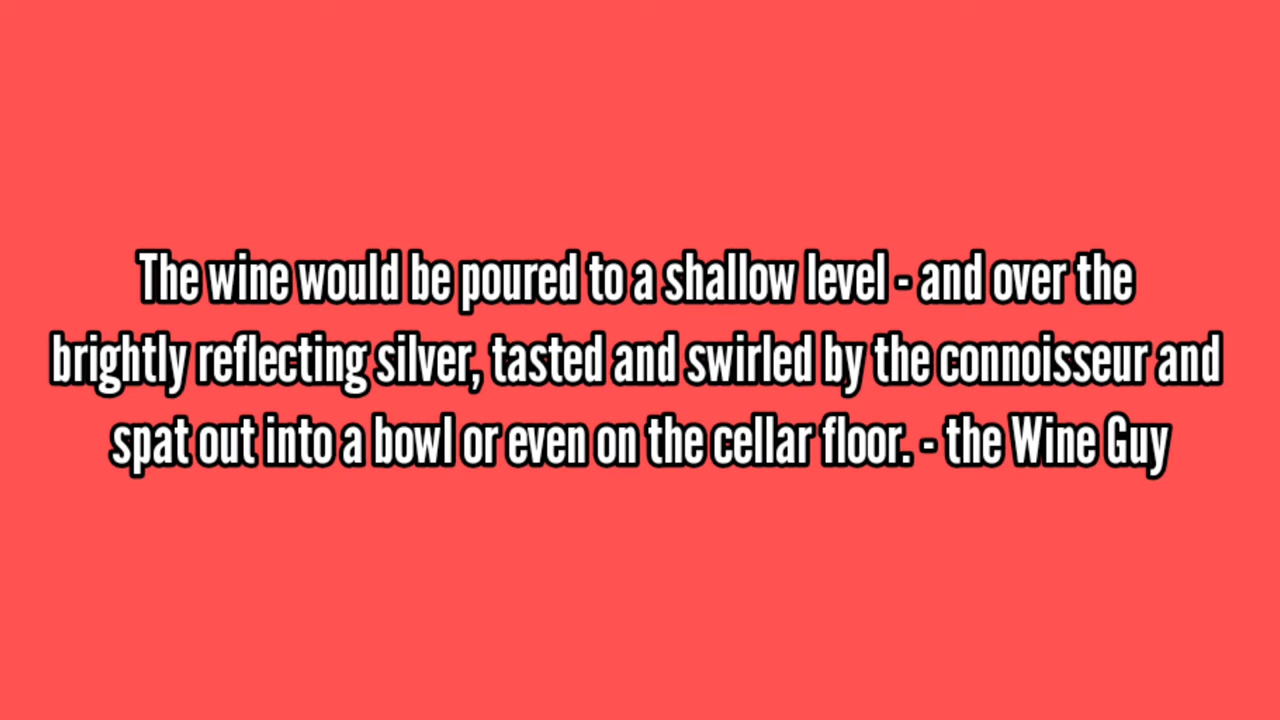 The wine would be poured to a shallow level - and over the
brightly reflecting silver, tasted and swirled by the connoisseur and
spat out into a bowl or even on the cellar floor. - the Wine Guy